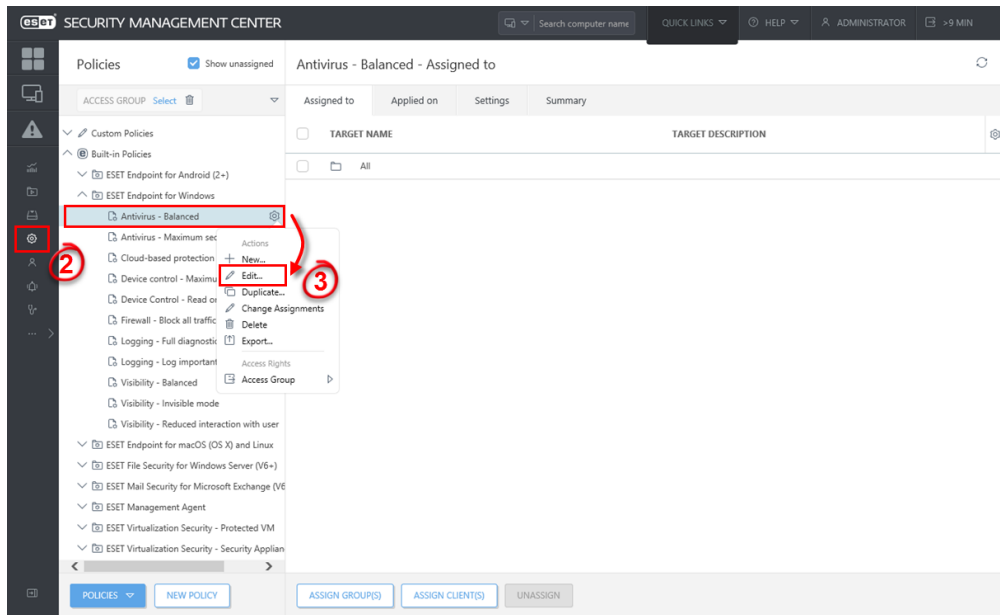 eset SECURITY MANAGEMENT CENTER
Search computer name
QUICK LINKS
HELP
ADMINISTRATOR
>9 MIN
Policies
Show unassigned
Antivirus - Balanced - Assigned to
ACCESS GROUP Select
Assigned to
Applied on
Settings
Summary
TARGET NAME
TARGET DESCRIPTION
All
Custom Policies
Built-in Policies
ESET Endpoint for Android (2+)
ESET Endpoint for Windows
Antivirus - Balanced
Antivirus - Maximum sec
Cloud-based protection
Device control - Maximu
Device Control - Read or
Firewall - Block all traffic
Logging - Full diagnostic
Logging - Log important
Visibility - Balanced
Visibility - Invisible mode
Visibility - Reduced interaction with user
ESET Endpoint for macOS (OS X) and Linux
ESET File Security for Windows Server (V6+)
ESET Mail Security for Microsoft Exchange (V6
ESET Management Agent
ESET Virtualization Security - Protected VM
ESET Virtualization Security - Security Applian
2
Actions
New...
Edit...
3
Duplicate...
Change Assignments
Delete
Export...
Access Rights
Access Group
POLICIES
NEW POLICY
ASSIGN GROUP(S)
ASSIGN CLIENT(S)
UNASSIGN